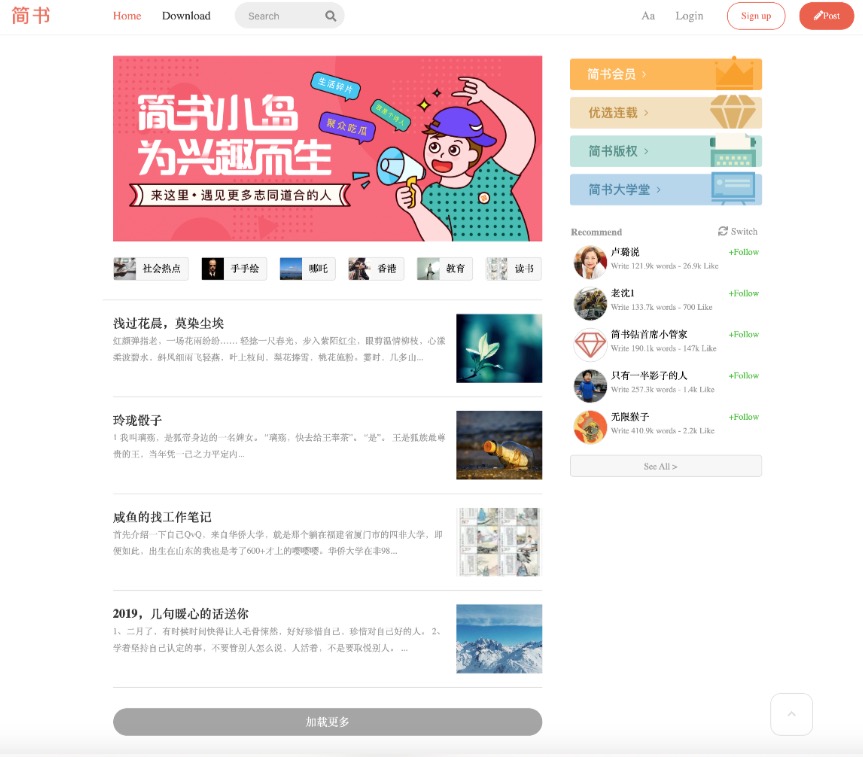 简书
Home
Download
Search
Aa
Login
Sign up
Post
生活碎片
聚众吃瓜
简书小岛
为兴趣而生
来这里·遇见更多志同道合的人
社会热点
手手绘
哪吒
香港
教育
读书
浅过花晨，莫染尘埃
红颜弹指老，一场花雨纷纷…… 轻捻一尺春光，步入紫陌红尘，眼剪温情柳枝，心漾
柔波碧水，斜风细雨飞轻燕，叶上枝间，梨花捧雪，桃花流粉。霎时，几多山...
玲珑骰子
1 我叫璃殇，是狐帝身边的一名婢女。 “璃殇，快去给王奉茶”。 “是”。 王是狐族最尊
贵的王，当年凭一己之力平定内...
咸鱼的找工作笔记
首先介绍一下自己QvQ，来自华侨大学，就是那个躺在福建省厦门市的四非大学，即
便如此，出生在山东的我也是考了600+才上的嘤嘤嘤。华侨大学在非98...
2019，几句暖心的话送你
1、二月了，有时候时间快得让人毛骨悚然，好好珍惜自己，珍惜对自己好的人。 2、
学着坚持自己认定的事，不要管别人怎么说，人活着，不是要取悦别人。 ...
加载更多
简书会员 >
优选连载 >
简书版权 >
简书大学堂 >
Recommend
Switch
卢璐说
+Follow
Write 121.9k words - 26.9k Like
老沈1
+Follow
Write 133.7k words - 700 Like
简书钻首席小管家
+Follow
Write 190.1k words - 147k Like
只有一半影子的人
+Follow
Write 257.3k words - 1.4k Like
无限猴子
+Follow
Write 410.9k words - 2.2k Like
See All >